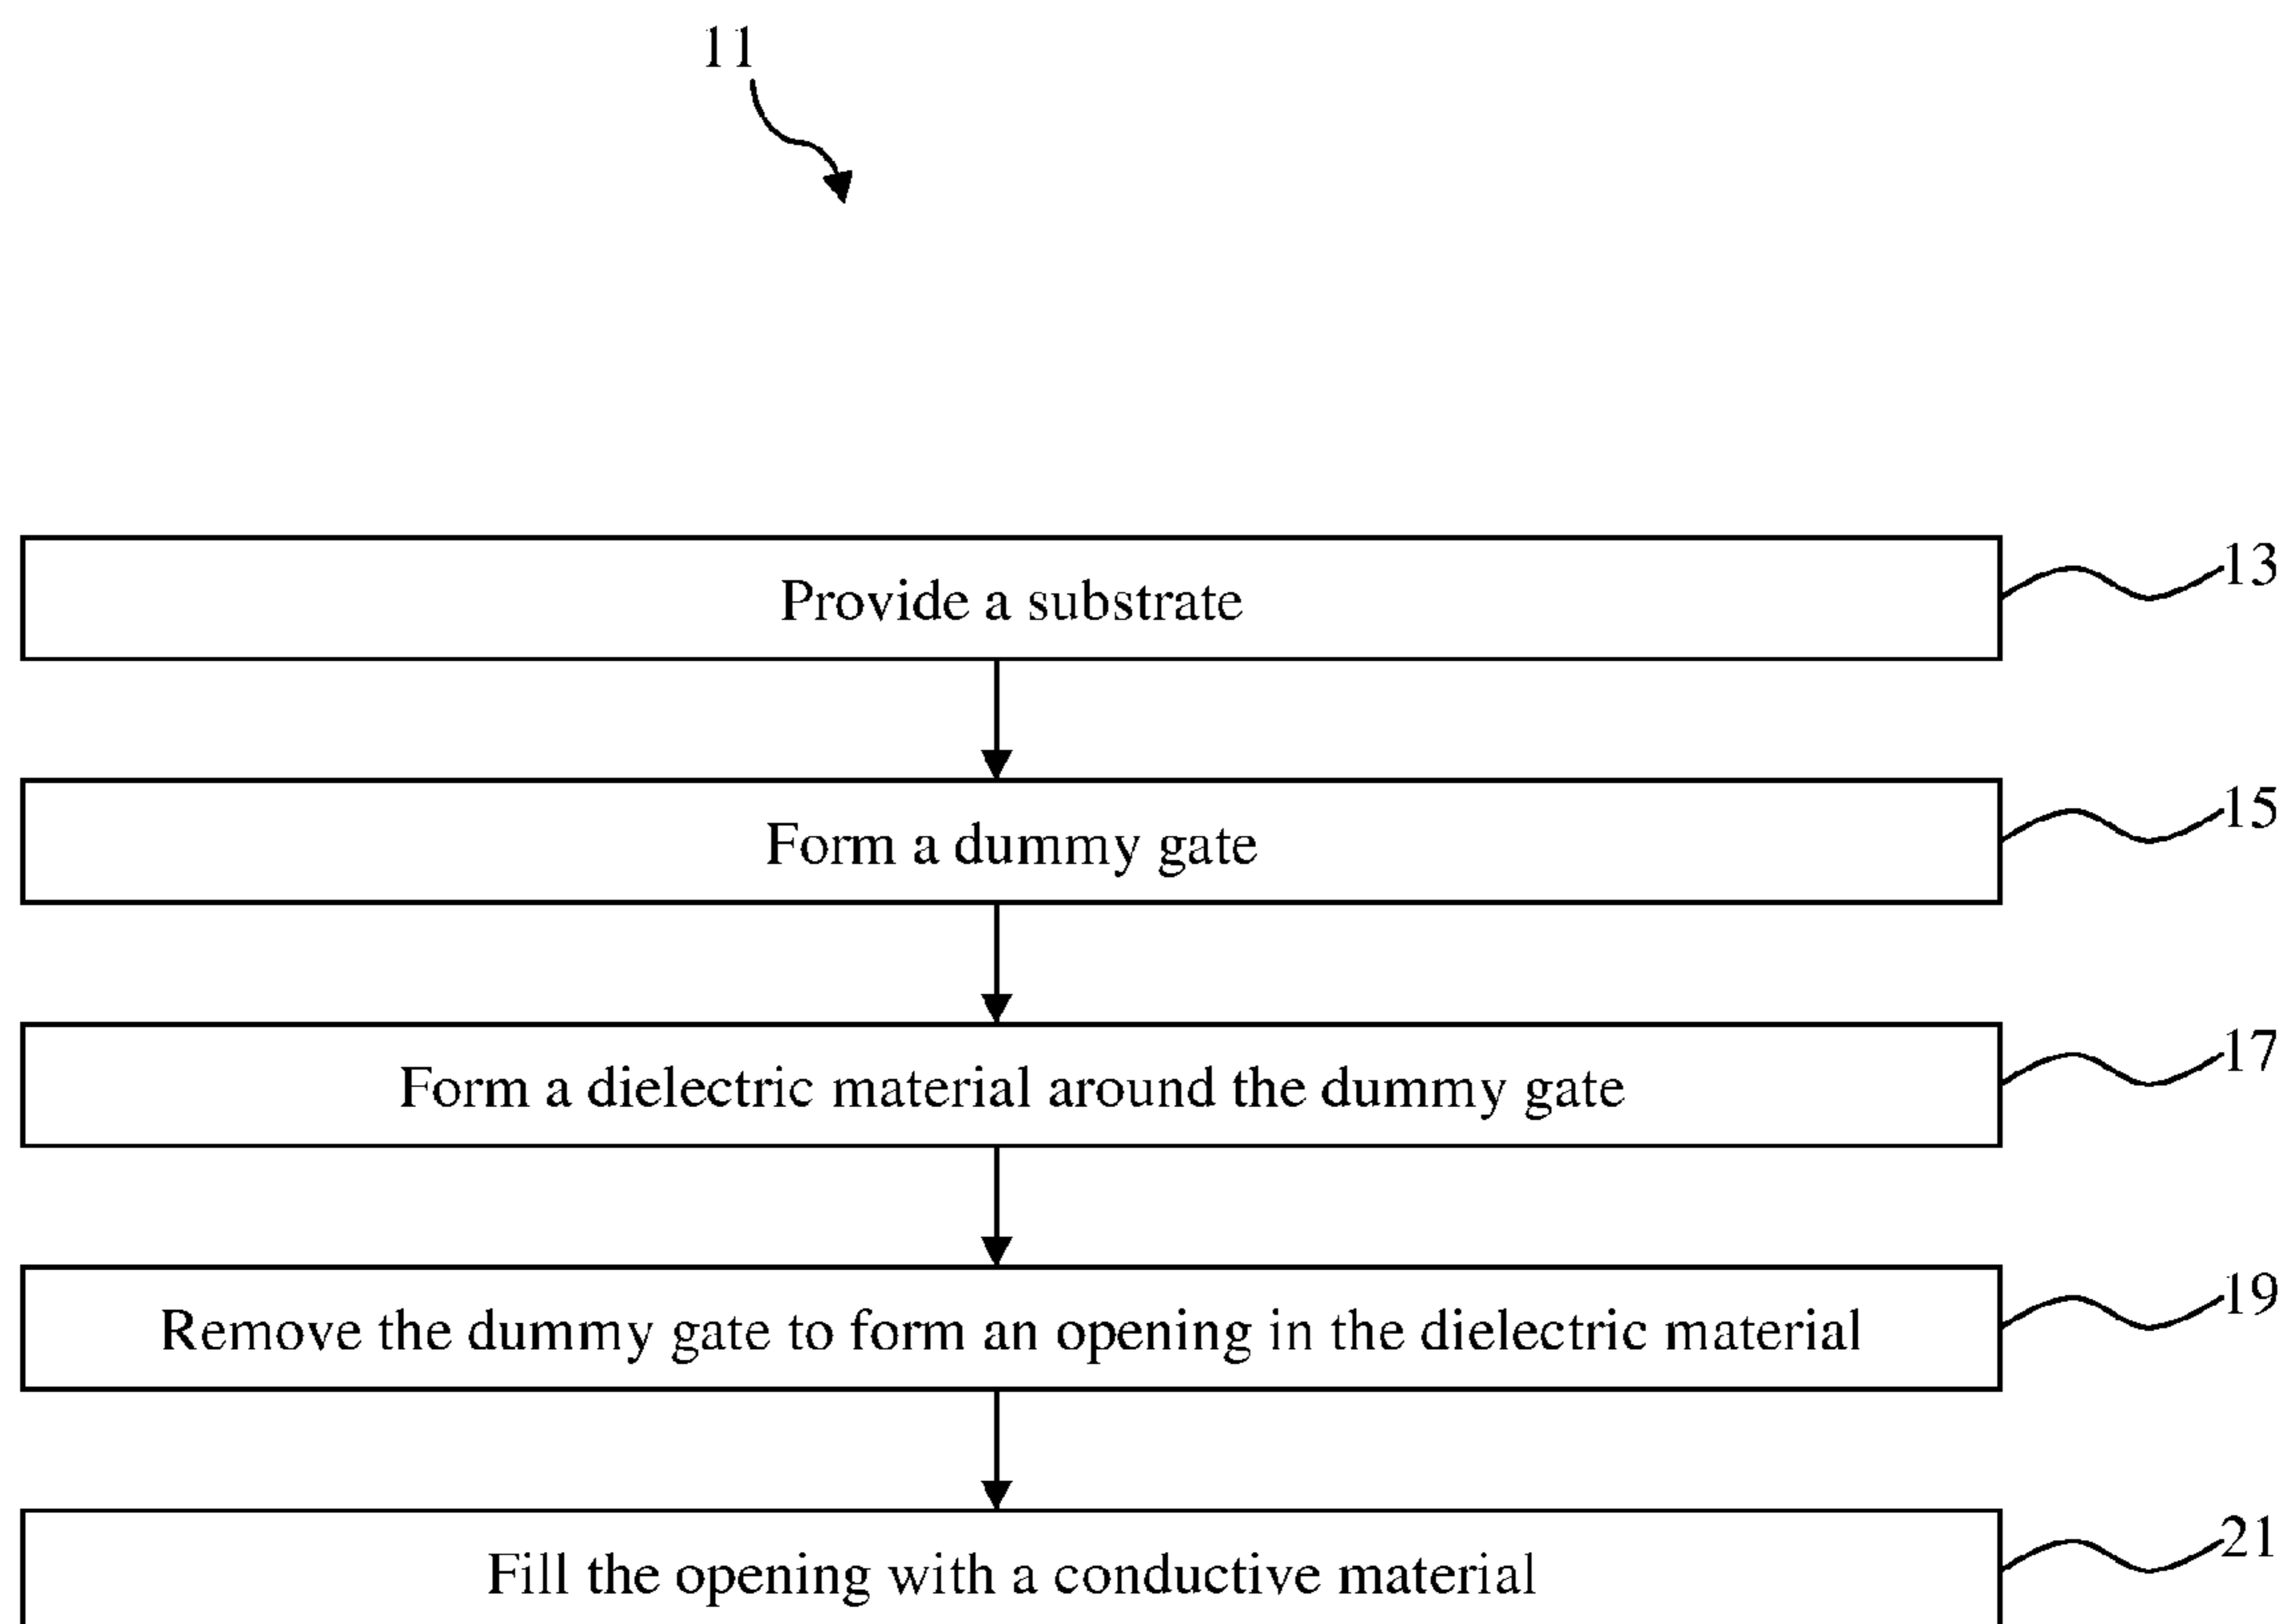 11
Provide a substrate
13
Form a dummy gate
15
Form a dielectric material around the dummy gate
17
Remove the dummy gate to form an opening in the dielectric material
19
Fill the opening with a conductive material
21